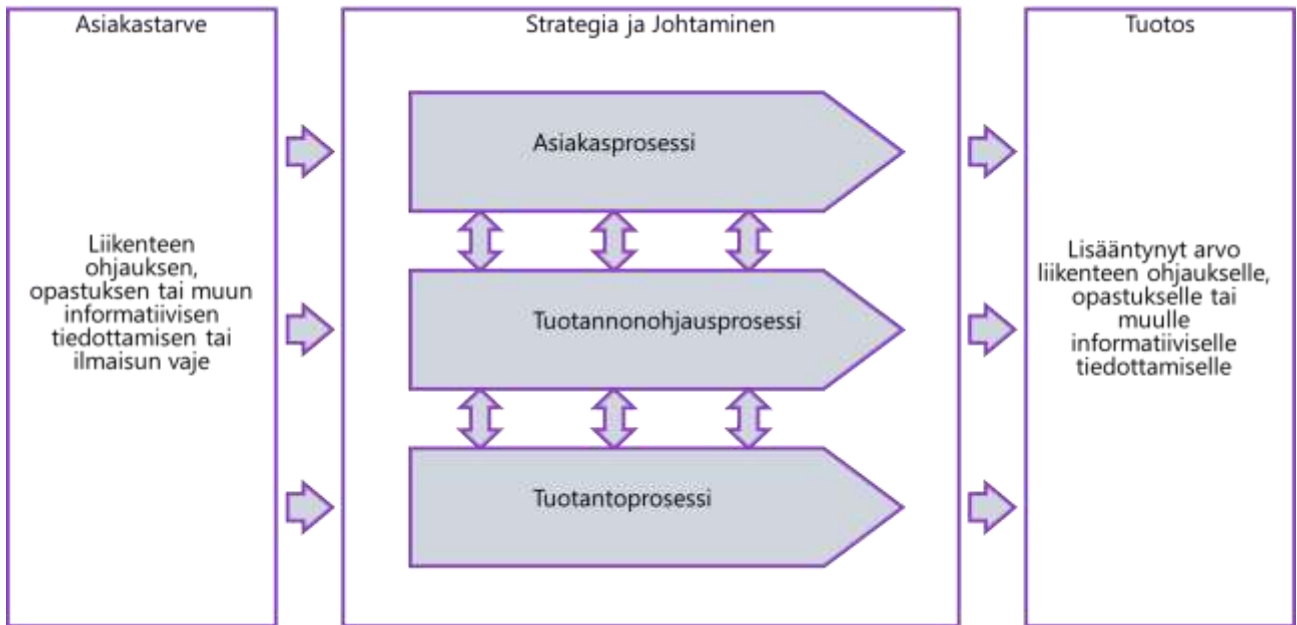 Asiakastarve
Liikenteen
ohjauksen,
opastuksen tai muun
informatiivisen
tiedottamisen tai
ilmaisun vaje
Strategia ja Johtaminen
Asiakasprosessi
Tuotannonohjausprosessi
Tuotantoprosessi
Tuotos
Lisääntynyt arvo
liikenteen ohjaukselle,
opastukselle tai
muulle
informatiiviselle
tiedottamiselle